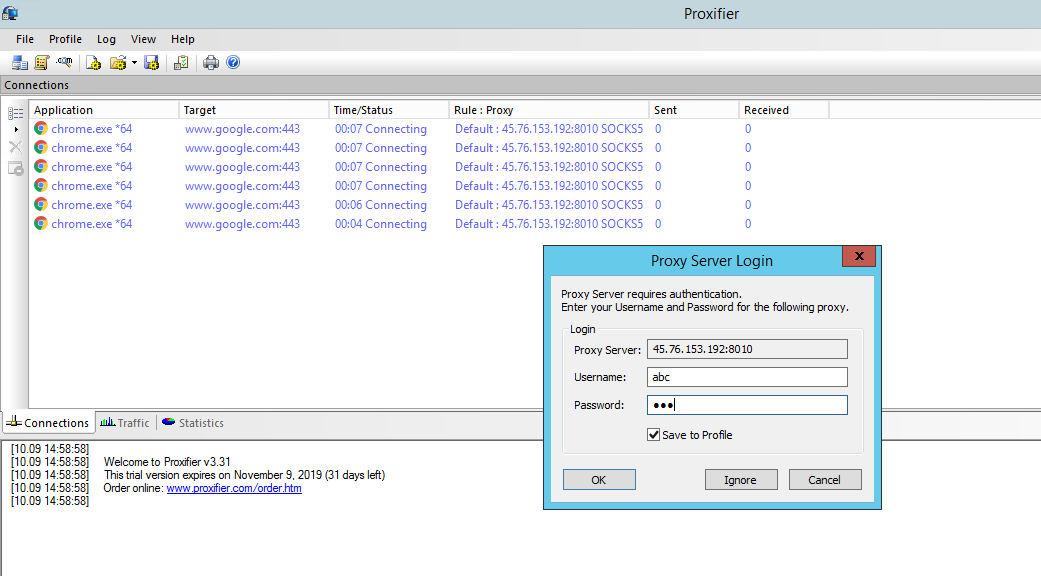 Proxifier
File Profile Log View Help
Connections
Application Target Time/Status Rule : Proxy Sent Received
chrome.exe *64 www.google.com:443 00:07 Connecting Default : 45.76.153.192:8010 SOCKS5 0 0
chrome.exe *64 www.google.com:443 00:07 Connecting Default : 45.76.153.192:8010 SOCKS5 0 0
chrome.exe *64 www.google.com:443 00:07 Connecting Default : 45.76.153.192:8010 SOCKS5 0 0
chrome.exe *64 www.google.com:443 00:07 Connecting Default : 45.76.153.192:8010 SOCKS5 0 0
chrome.exe *64 www.google.com:443 00:06 Connecting Default : 45.76.153.192:8010 SOCKS5 0 0
chrome.exe *64 www.google.com:443 00:04 Connecting Default : 45.76.153.192:8010 SOCKS5 0 0
Proxy Server Login
Proxy Server requires authentication.
Enter your Username and Password for the following proxy.
Login
Proxy Server: 45.76.153.192:8010
Username: abc
Password: ●●●
Save to Profile
OK Ignore Cancel
Connections Traffic Statistics
[10.09 14:58:58]
[10.09 14:58:58] Welcome to Proxifier v3.31
[10.09 14:58:58] This trial version expires on November 9, 2019 (31 days left)
[10.09 14:58:58] Order online: www.proxifier.com/order.htm
[10.09 14:58:58]